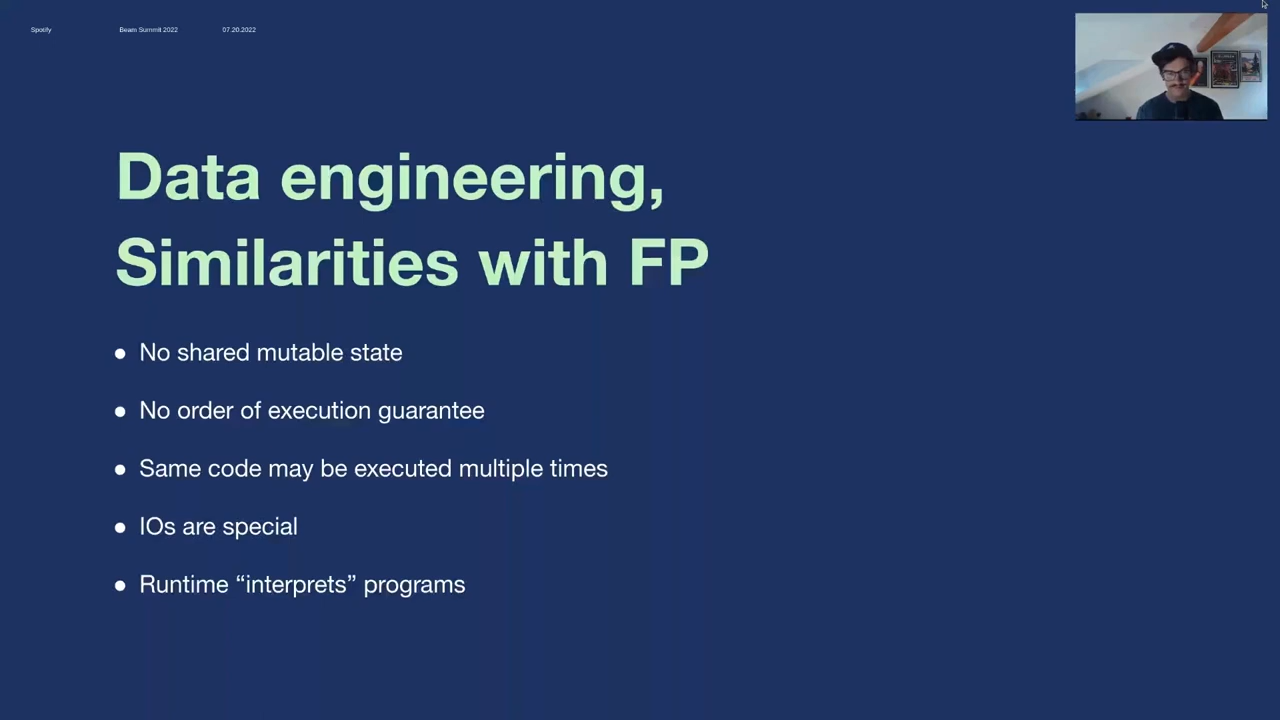 Spotify Beam Summit 2022 07.20.2022
Data engineering,
Similarities with FP
● No shared mutable state
● No order of execution guarantee
● Same code may be executed multiple times
● IOs are special
● Runtime “interprets” programs